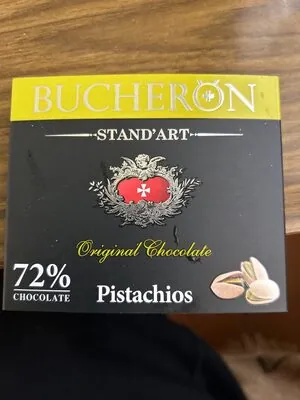 BUCHERON
STAND'ART
Original Chocolate
72%
CHOCOLATE
Pistachios